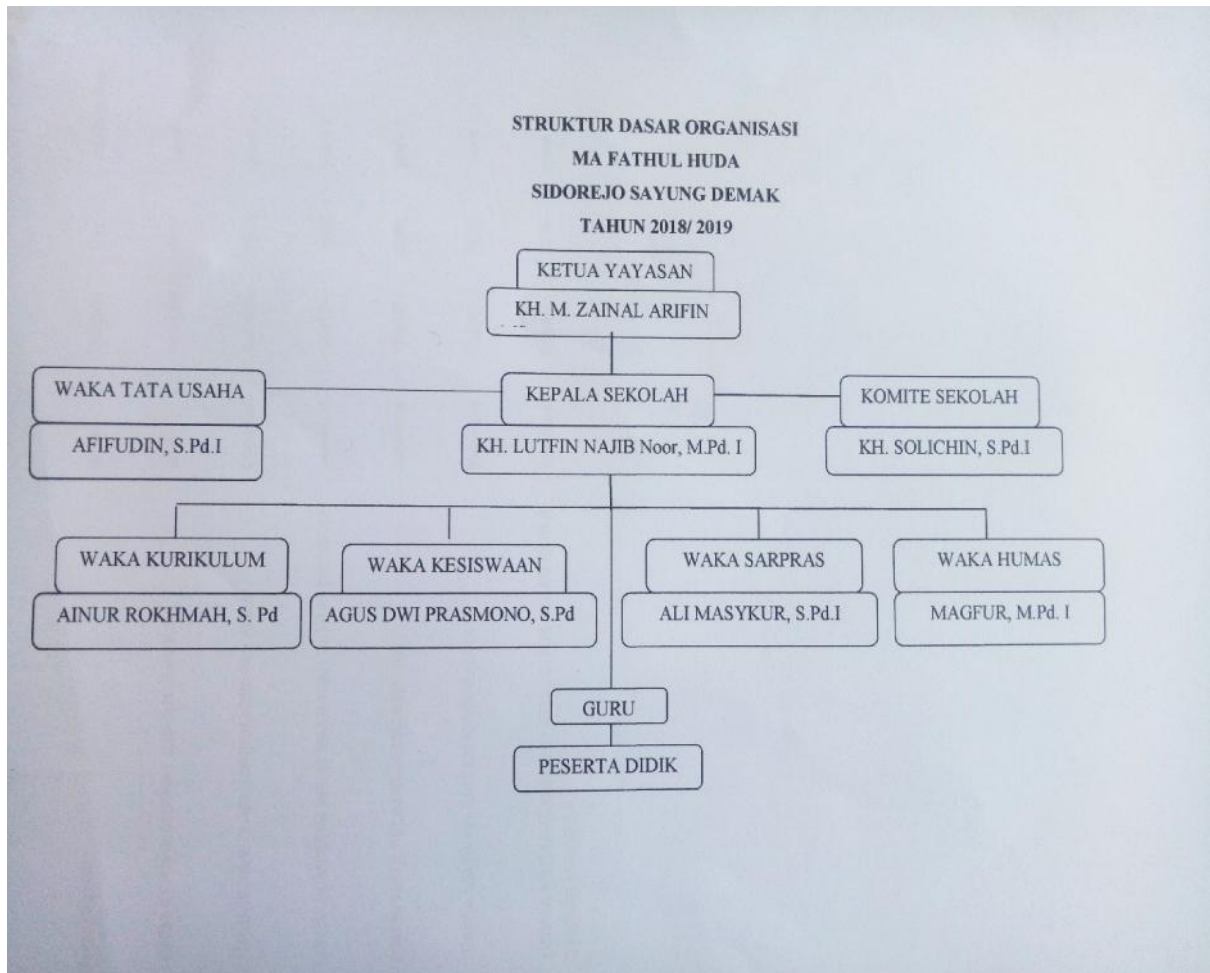 STRUKTUR DASAR ORGANISASI
MA FATHUL HUDA
SIDOREJO SAYUNG DEMAK
TAHUN 2018/ 2019
KETUA YAYASAN
KH. M. ZAINAL ARIFIN
WAKA TATA USAHA
AFIFUDIN, S.Pd.I
KEPALA SEKOLAH
KH. LUTFIN NAJIB Noor, M.Pd. I
KOMITE SEKOLAH
KH. SOLICHIN, S.Pd.I
WAKA KURIKULUM
AINUR ROKHMAH, S. Pd
WAKA KESISWAAN
AGUS DWI PRASMONO, S.Pd
WAKA SARPRAS
ALI MASYKUR, S.Pd.I
WAKA HUMAS
MAGFUR, M.Pd. I
GURU
PESERTA DIDIK